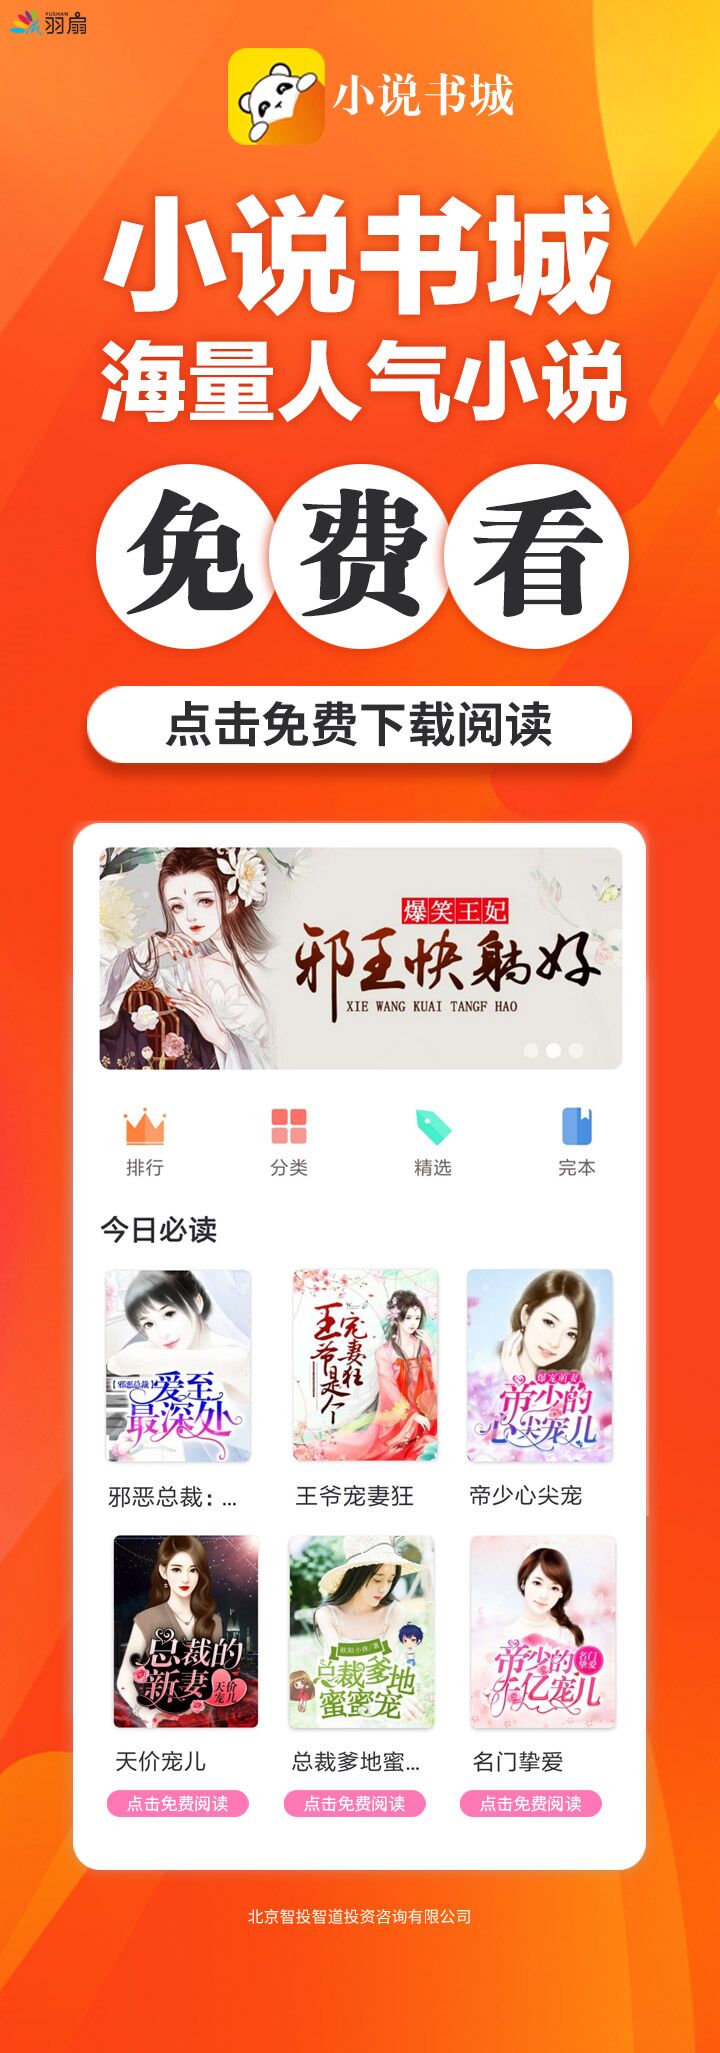 YUSHAN
羽扇
小说书城
小说书城
海量人气小说
免费看
点击免费下载阅读
爆笑王妃
邪王快躺好
XIE WANG KUAI TANGF HAO
排行
分类
精选
完本
今日必读
【邪恶总裁】
爱至
最深处
王爷是个
宠妻狂
爆宠萌妻
帝少的
心尖宠儿
邪恶总裁：...
王爷宠妻狂
帝少心尖宠
总裁的
新妻
天价
宠儿
欧阳小休/著
总裁爹地
蜜蜜宠
帝少的
千亿宠儿
名门
挚爱
天价宠儿
总裁爹地蜜...
名门挚爱
点击免费阅读
点击免费阅读
点击免费阅读
北京智投智道投资咨询有限公司